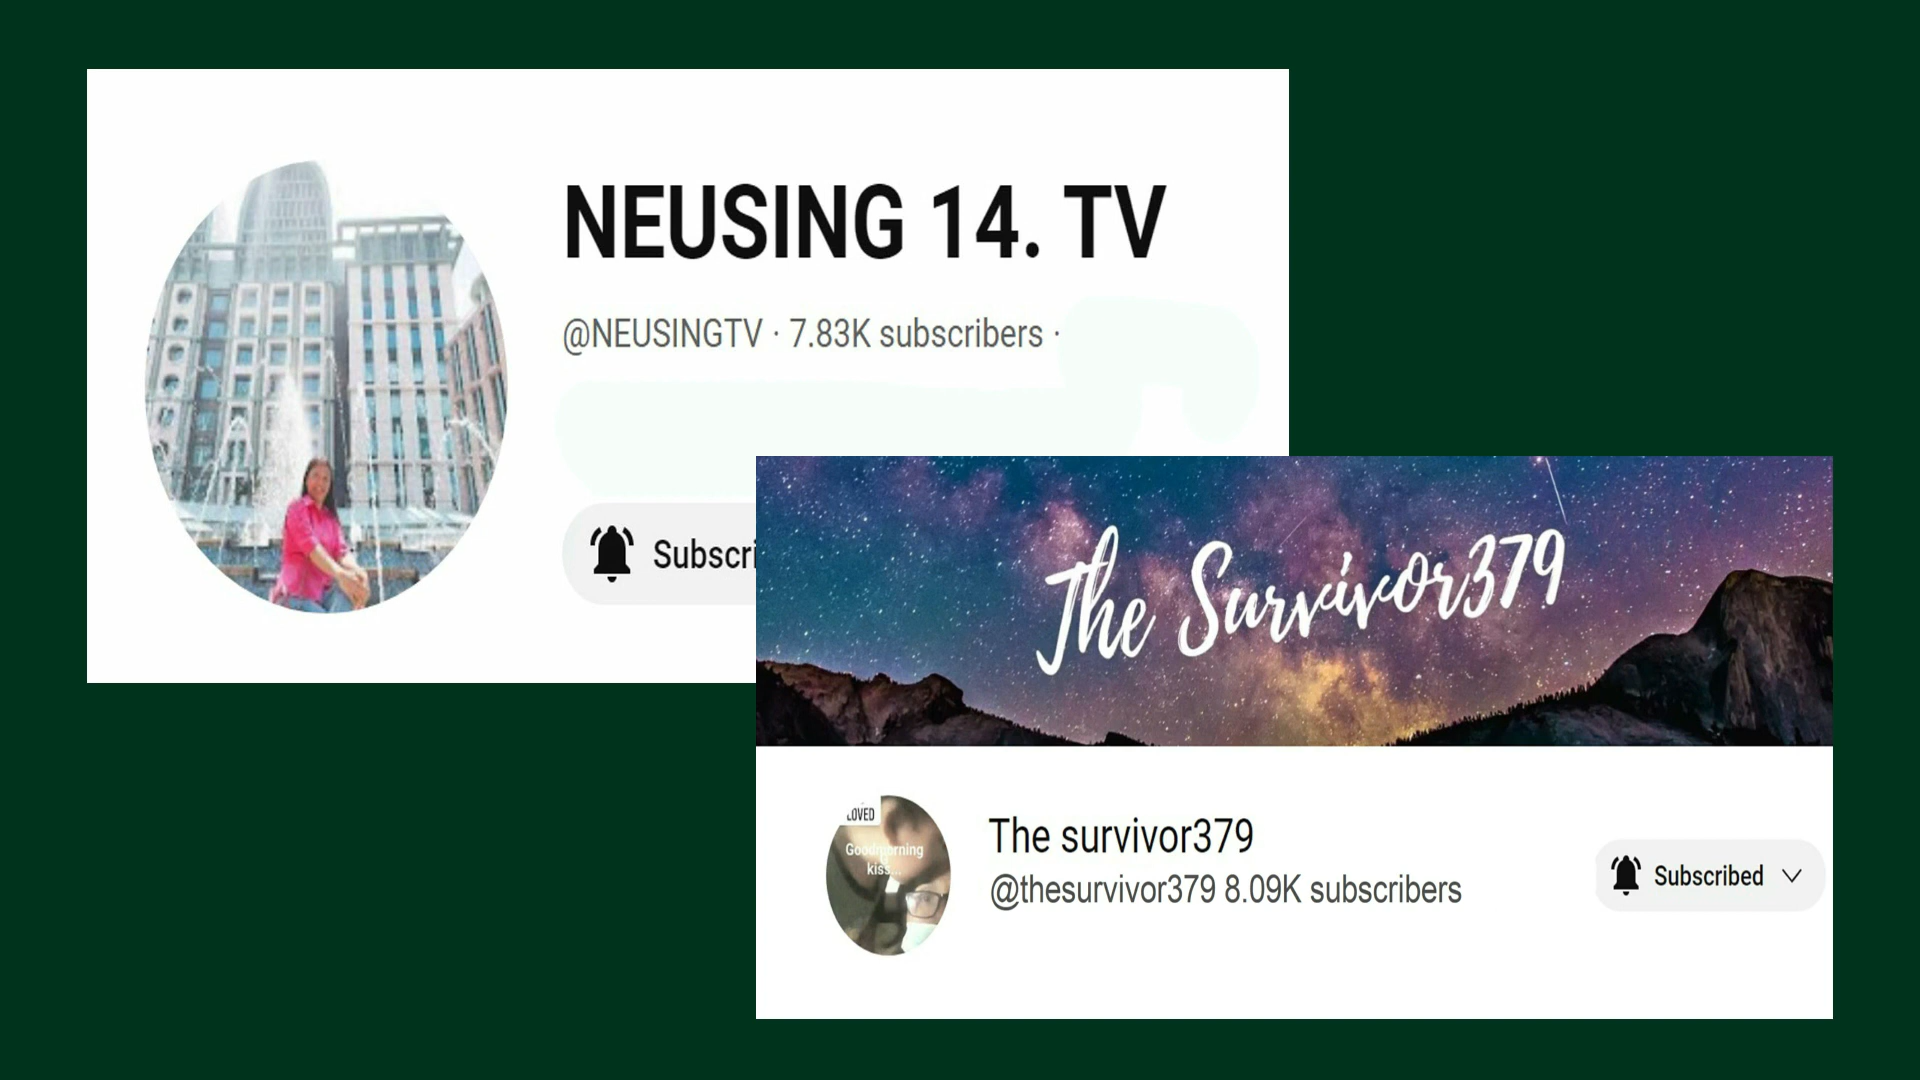 NEUSING 14. TV
@NEUSINGTV · 7.83K subscribers ·
Subscri
The Survivor379
LOVED
Goodmorning
kiss...
The survivor379
@thesurvivor379 8.09K subscribers
Subscribed